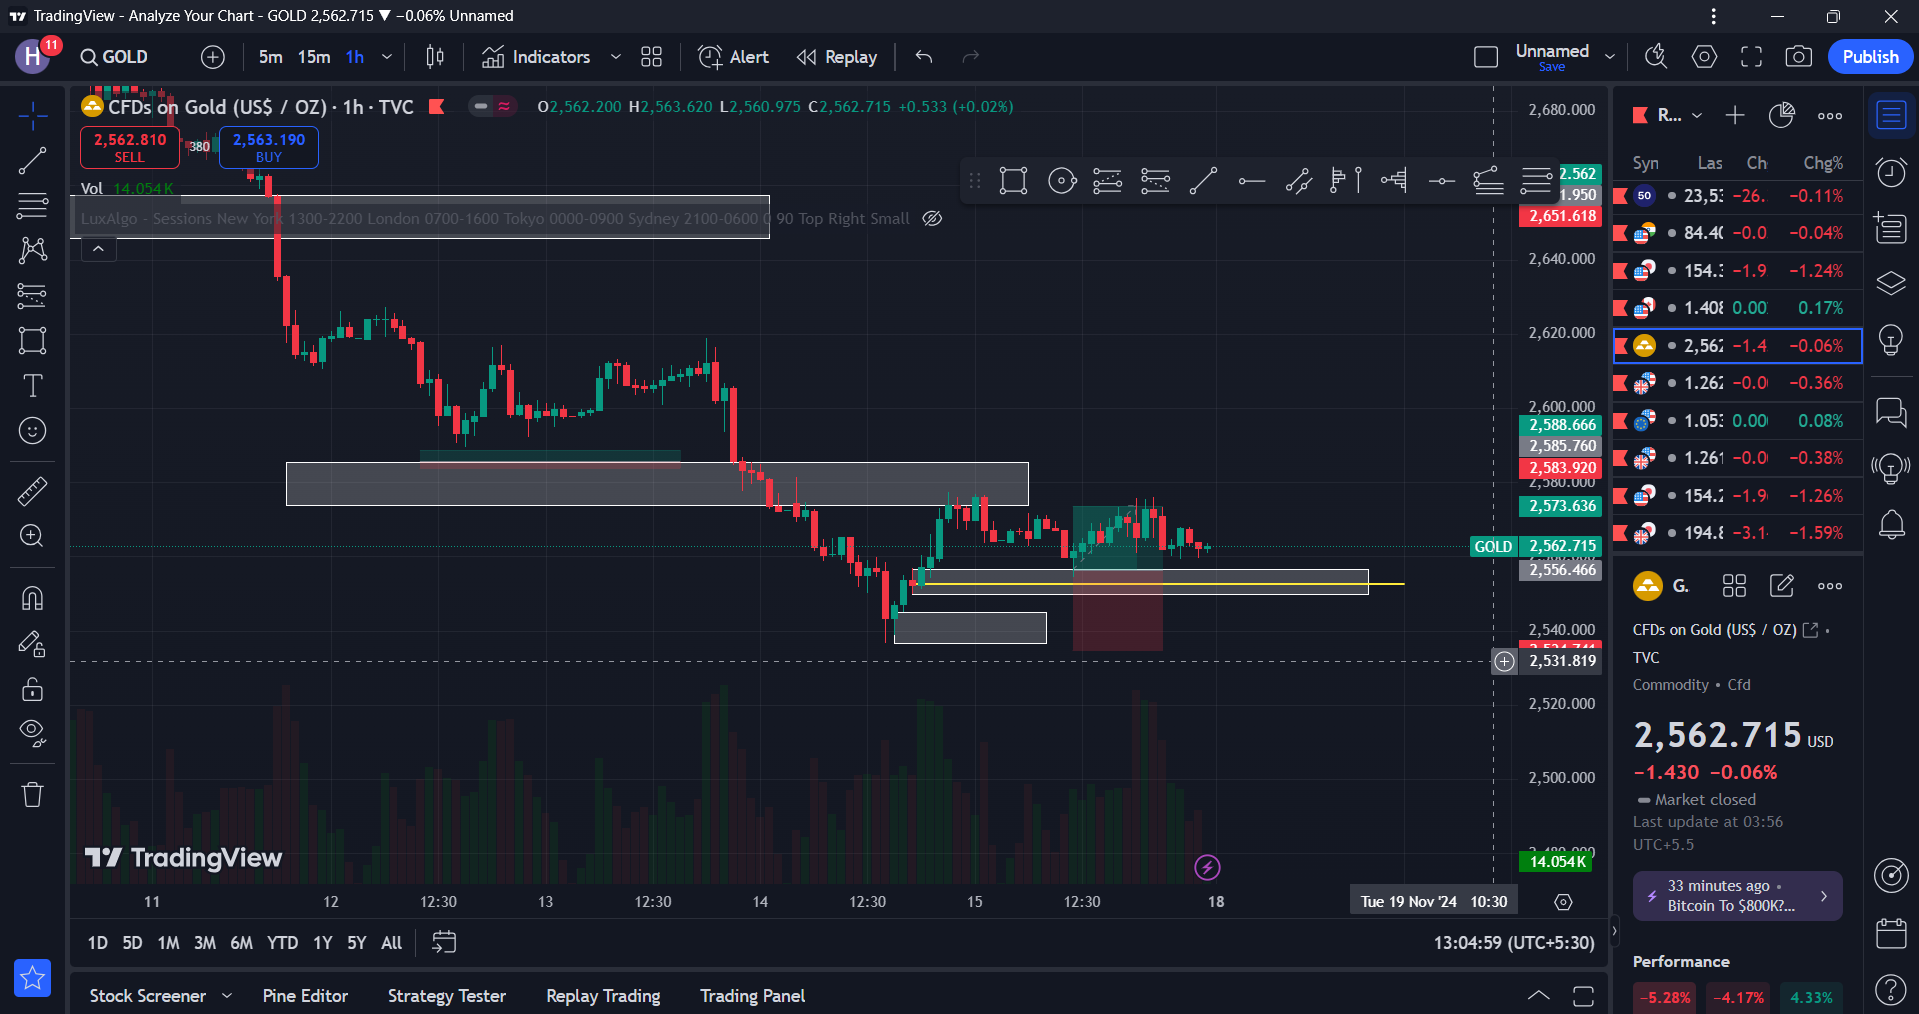 TradingView - Analyze Your Chart - GOLD 2,562.715 ▼ −0.06% Unnamed
H 11 GOLD 5m 15m 1h Indicators Alert Replay Unnamed Save Publish
CFDs on Gold (US$ / OZ) · 1h · TVC O2,562.200 H2,563.620 L2,560.975 C2,562.715 +0.533 (+0.02%)
2,562.810 SELL 380 2,563.190 BUY
Vol 14.054K
LuxAlgo - Sessions New York 1300-2200 London 0700-1600 Tokyo 0000-0900 Sydney 2100-0600 0 90 Top Right Small
2,680.000
2.562
1.950
2,651.618
2,640.000
2,620.000
2,600.000
2,588.666
2,585.760
2,583.920
2,580.000
2,573.636
GOLD 2,562.715
2,556.466
2,540.000
2,531.819
2,520.000
2,500.000
14.054K
TradingView
11 12 12:30 13 12:30 14 12:30 15 12:30 18 Tue 19 Nov '24 10:30
1D 5D 1M 3M 6M YTD 1Y 5Y All 13:04:59 (UTC+5:30)
Stock Screener Pine Editor Strategy Tester Replay Trading Trading Panel
R...
Syn Las Ch Chg%
50 23,53 −26. −0.11%
84.40 −0.0 −0.04%
154.3 −1.9 −1.24%
1.408 0.00 0.17%
2,562 −1.4 −0.06%
1.262 −0.0 −0.36%
1.053 0.00 0.08%
1.261 −0.0 −0.38%
154.2 −1.9 −1.26%
194.8 −3.1 −1.59%
G.
CFDs on Gold (US$ / OZ) •
TVC
Commodity • Cfd
2,562.715 USD
−1.430 −0.06%
Market closed
Last update at 03:56
UTC+5.5
33 minutes ago •
Bitcoin To $800K?...
Performance
−5.28% −4.17% 4.33%